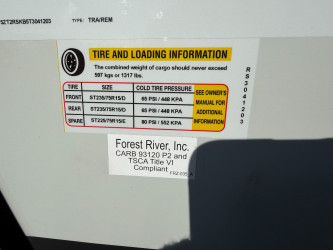 5ZT2RSKB5T3041203
TYPE: TRA/REM
TIRE AND LOADING INFORMATION
The combined weight of cargo should never exceed
597 kgs or 1317 lbs.
TIRE SIZE COLD TIRE PRESSURE
FRONT ST235/75R15/D 65 PSI / 448 KPA
REAR ST235/75R15/D 65 PSI / 448 KPA
SPARE ST235/75R15/E 80 PSI / 552 KPA
SEE OWNER'S
MANUAL FOR
ADDITIONAL
INFORMATION
RS3041203
Forest River, Inc.
CARB 93120 P2 and
TSCA Title VI
Compliant